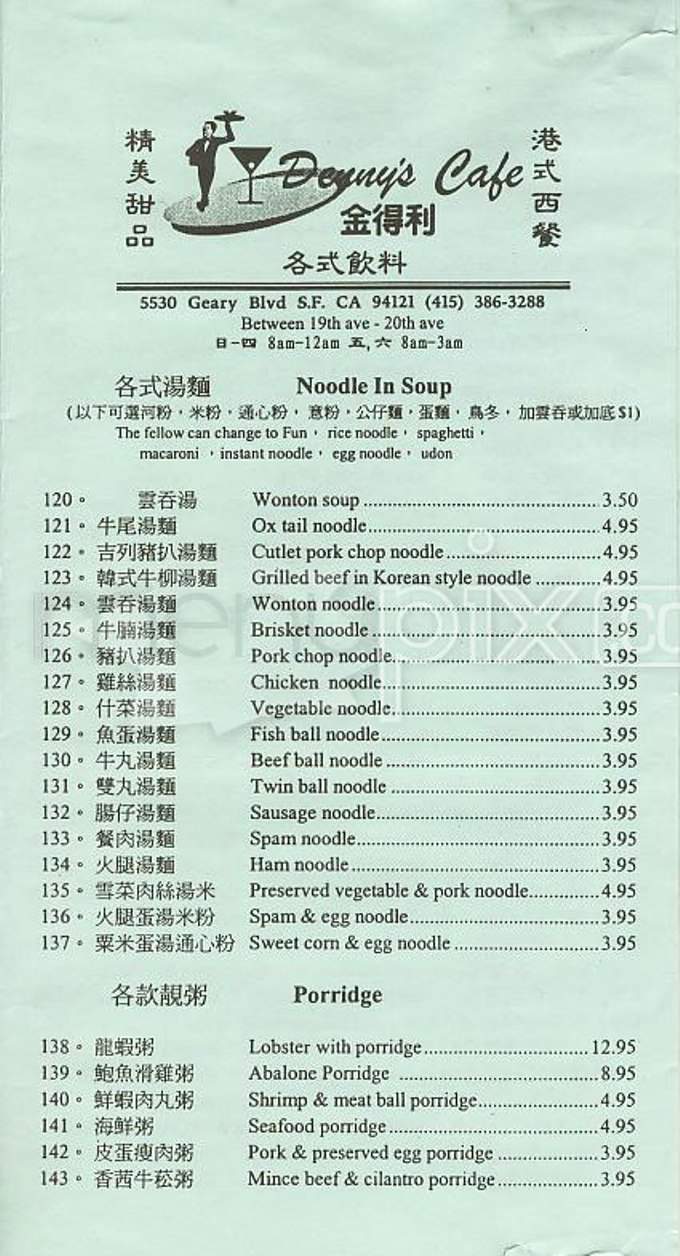 精美甜品
港式西餐
Denny's Cafe
金得利
各式飲料
5530 Geary Blvd S.F. CA 94121 (415) 386-3288
Between 19th ave - 20th ave
日-四 8am-12am 五,六 8am-3am
各式湯麵 Noodle In Soup
(以下可選河粉,米粉,通心粉,意粉,公仔麵,蛋麵,烏冬,加雲吞或加底$1)
The fellow can change to Fun, rice noodle, spaghetti,
macaroni, instant noodle, egg noodle, udon
120。 雲吞湯 Wonton soup 3.50
121。牛尾湯麵 Ox tail noodle 4.95
122。吉列豬扒湯麵 Cutlet pork chop noodle 4.95
123。韓式牛柳湯麵 Grilled beef in Korean style noodle 4.95
124。雲吞湯麵 Wonton noodle 3.95
125。牛腩湯麵 Brisket noodle 3.95
126。豬扒湯麵 Pork chop noodle 3.95
127。雞絲湯麵 Chicken noodle 3.95
128。什菜湯麵 Vegetable noodle 3.95
129。魚蛋湯麵 Fish ball noodle 3.95
130。牛丸湯麵 Beef ball noodle 3.95
131。雙丸湯麵 Twin ball noodle 3.95
132。腸仔湯麵 Sausage noodle 3.95
133。餐肉湯麵 Spam noodle 3.95
134。火腿湯麵 Ham noodle 3.95
135。雪菜肉絲湯米 Preserved vegetable & pork noodle 4.95
136。火腿蛋湯米粉 Spam & egg noodle 3.95
137。粟米蛋湯通心粉 Sweet corn & egg noodle 3.95
各款靚粥 Porridge
138。龍蝦粥 Lobster with porridge 12.95
139。鮑魚滑雞粥 Abalone Porridge 8.95
140。鮮蝦肉丸粥 Shrimp & meat ball porridge 4.95
141。海鮮粥 Seafood porridge 4.95
142。皮蛋瘦肉粥 Pork & preserved egg porridge 3.95
143。香茜牛菘粥 Mince beef & cilantro porridge 3.95